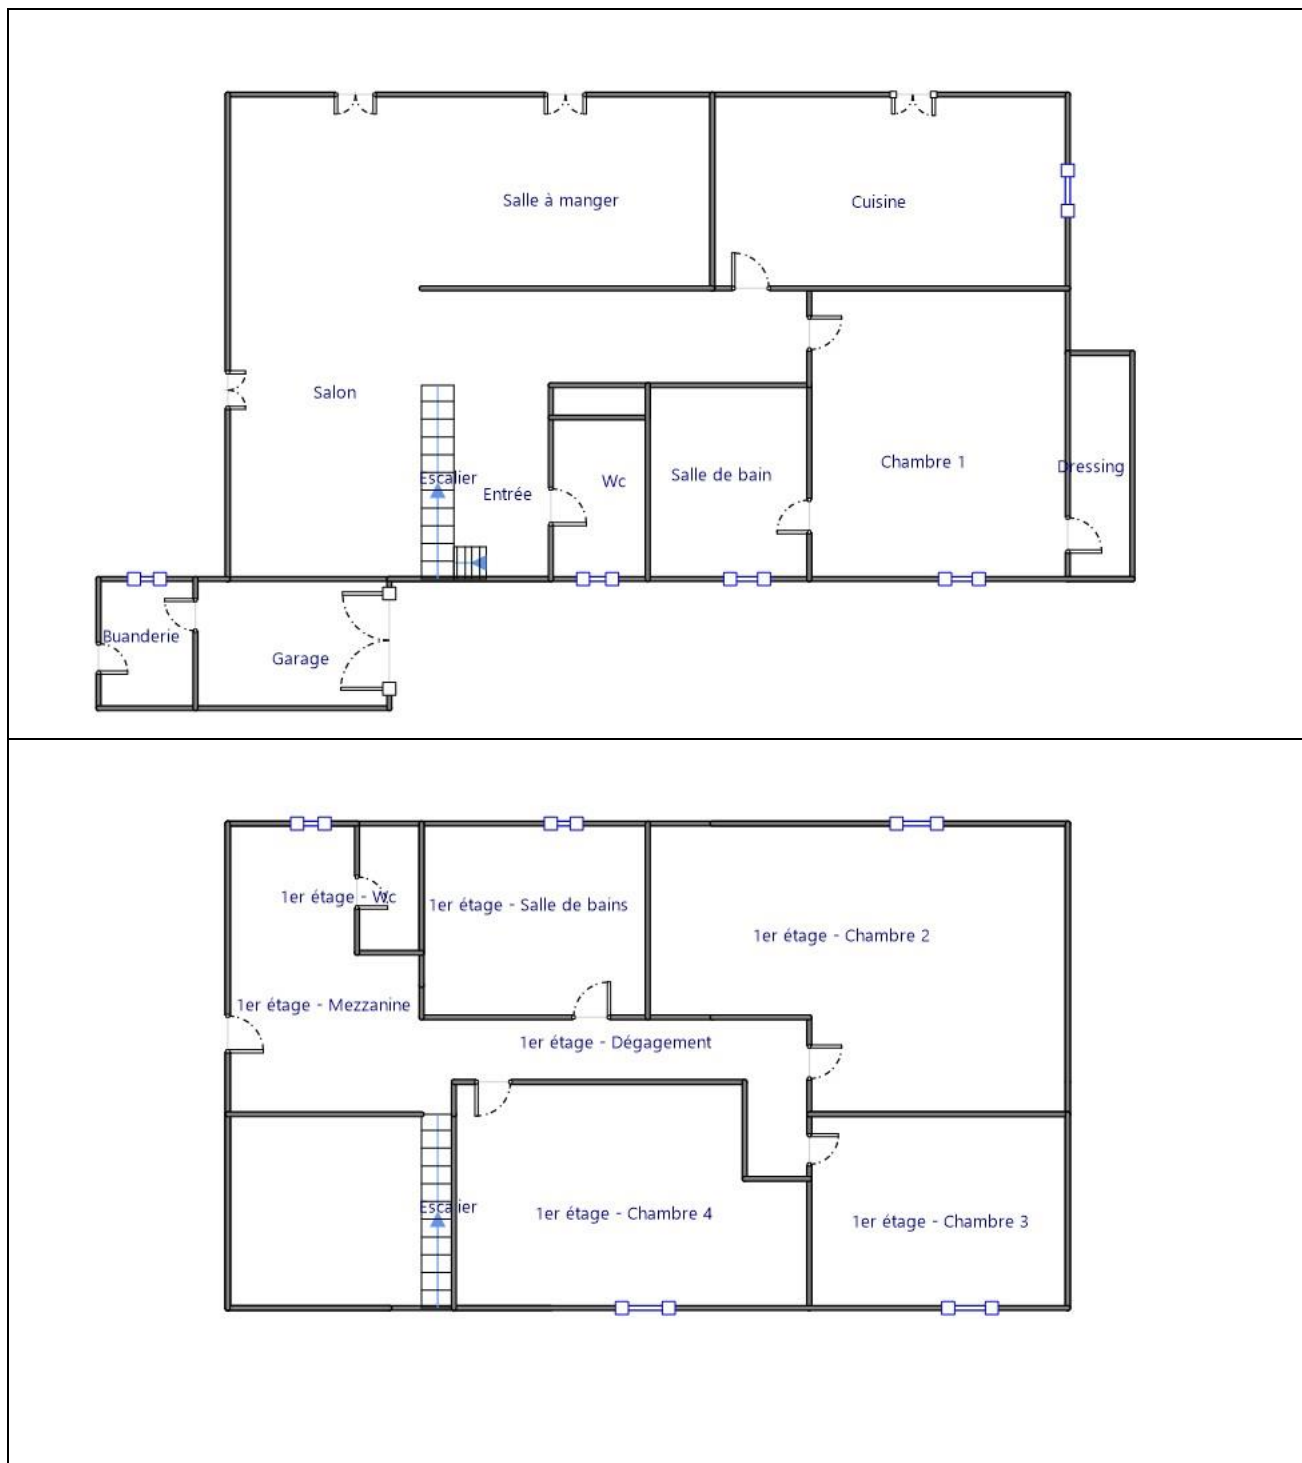 Salle à manger
Cuisine
Salon
Escalier
Entrée
Wc
Salle de bain
Chambre 1
Dressing
Buanderie
Garage
1er étage - Wc
1er étage - Salle de bains
1er étage - Chambre 2
1er étage - Mezzanine
1er étage - Dégagement
Escalier
1er étage - Chambre 4
1er étage - Chambre 3